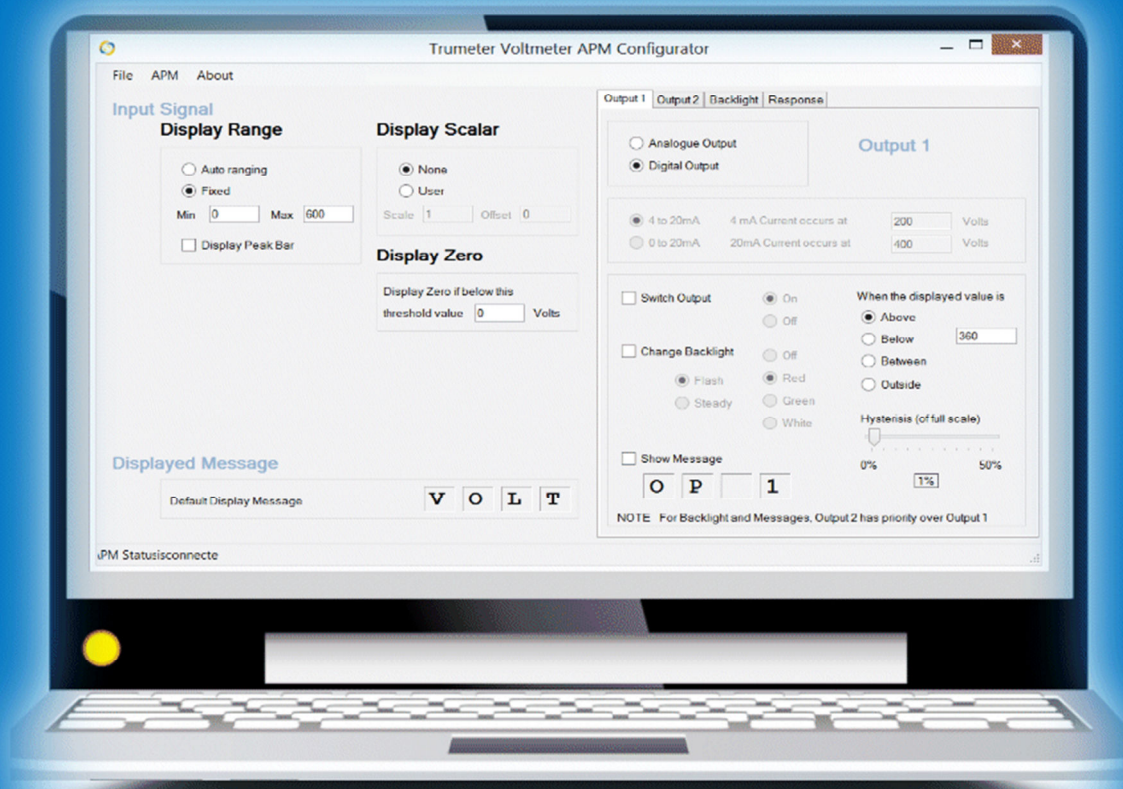 Trumeter Voltmeter APM Configurator
File APM About
Input Signal
Display Range
Auto ranging
Fixed
Min 0 Max 600
Display Peak Bar
Display Scalar
None
User
Scale 1 Offset 0
Display Zero
Display Zero if below this
threshold value 0 Volts
Displayed Message
Default Display Message V O L T
Output 1 Output 2 Backlight Response
Analogue Output
Digital Output
Output 1
4 to 20mA 4 mA Current occurs at 200 Volts
0 to 20mA 20mA Current occurs at 400 Volts
Switch Output
On
Off
Change Backlight
Flash
Steady
Off
Red
Green
White
Show Message
O P 1
When the displayed value is
Above
Below
360
Between
Outside
Hysterisis (of full scale)
0% 50%
1%
NOTE For Backlight and Messages, Output 2 has priority over Output 1
PM Statusisconnecte